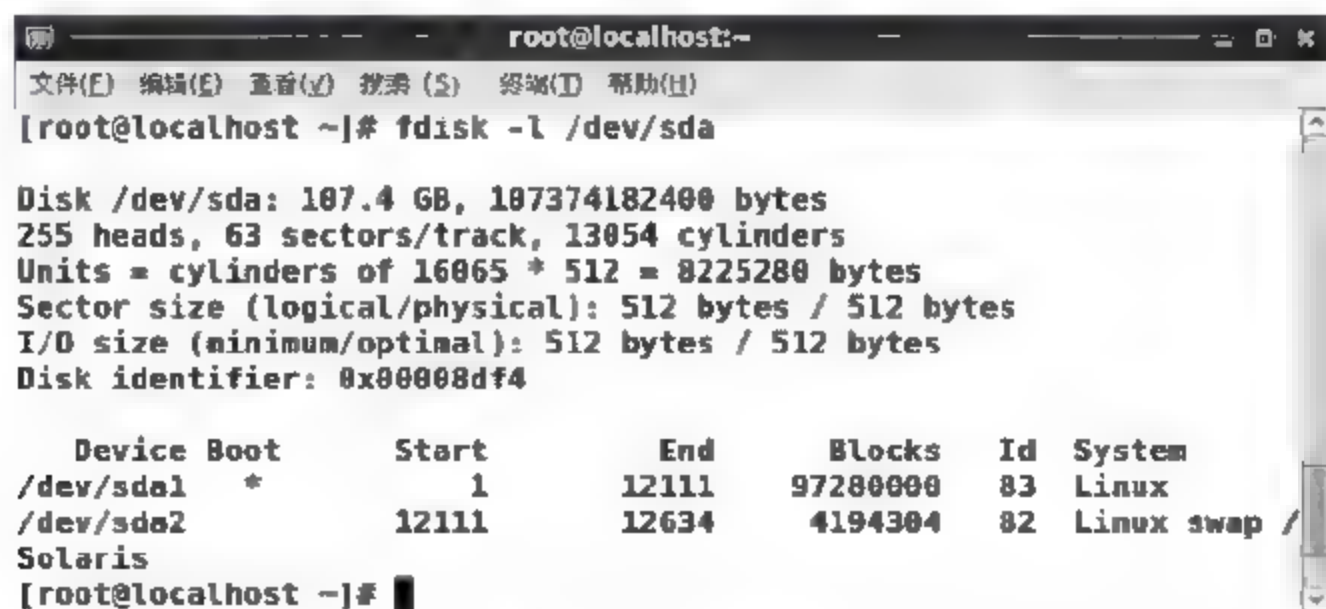 root@localhost:~
文件(F) 编辑(E) 查看(V) 搜索 (S) 终端(T) 帮助(H)
[root@localhost ~]# fdisk -l /dev/sda
Disk /dev/sda: 107.4 GB, 107374182400 bytes
255 heads, 63 sectors/track, 13054 cylinders
Units = cylinders of 16065 * 512 = 8225280 bytes
Sector size (logical/physical): 512 bytes / 512 bytes
I/O size (minimum/optimal): 512 bytes / 512 bytes
Disk identifier: 0x00008df4
Device Boot Start End Blocks Id System
/dev/sda1 * 1 12111 97280000 83 Linux
/dev/sda2 12111 12634 4194304 82 Linux swap /
Solaris
[root@localhost ~]#